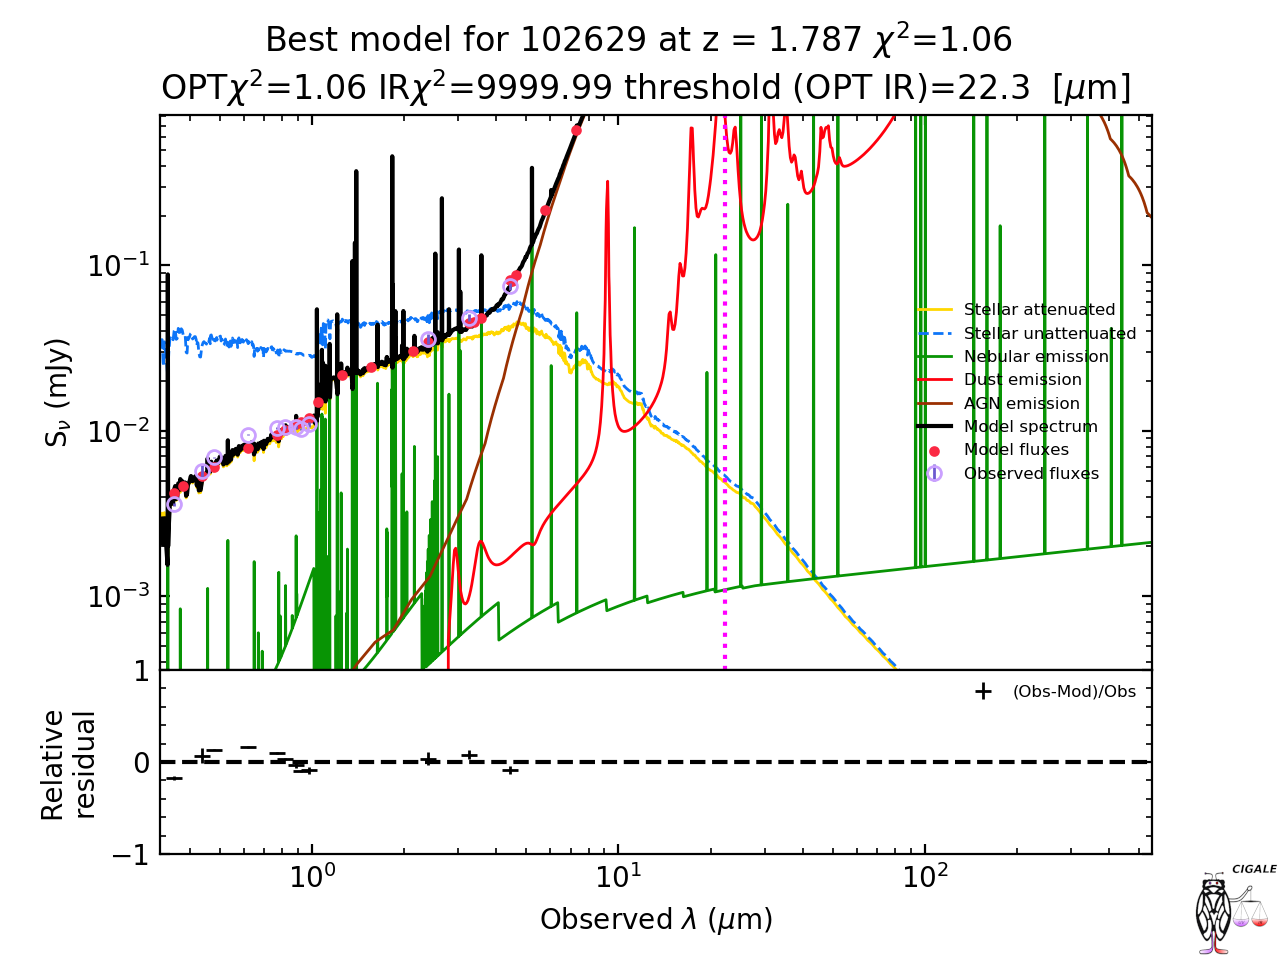 Best model for 102629 at z = 1.787 χ²=1.06
OPTχ²=1.06 IRχ²=9999.99 threshold (OPT IR)=22.3 [μm]
Sν (mJy)
10⁻¹
10⁻²
10⁻³
Stellar attenuated
Stellar unattenuated
Nebular emission
Dust emission
AGN emission
Model spectrum
Model fluxes
Observed fluxes
Relative
residual
1
0
−1
(Obs-Mod)/Obs
10⁰
10¹
10²
Observed λ (μm)
CIGALE